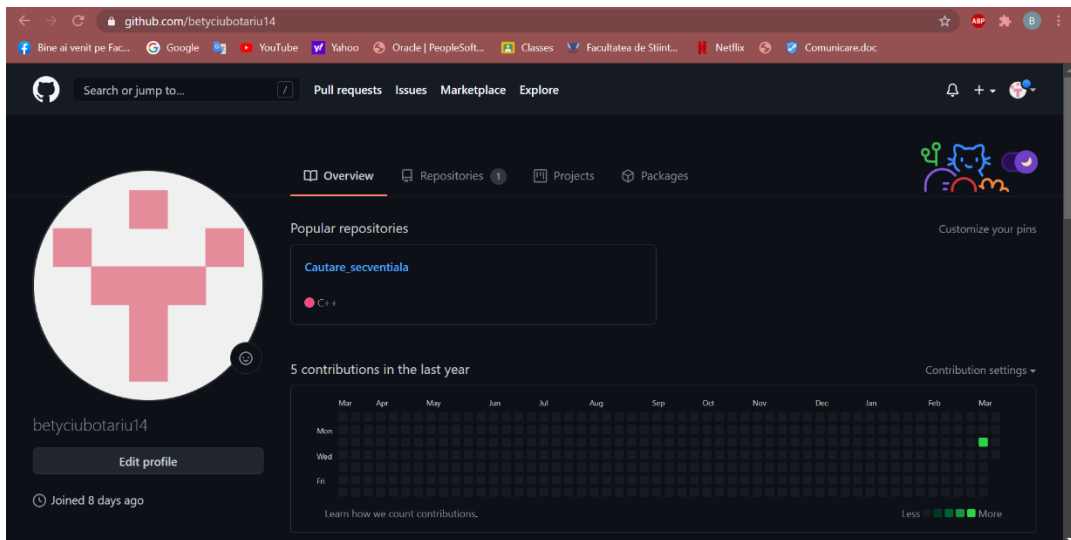 github.com/betyciubotariu14
ABP
B
Bine ai venit pe Fac... Google YouTube Yahoo Oracle | PeopleSoft... Classes Facultatea de Stiint... Netflix Comunicare.doc
Search or jump to... / Pull requests Issues Marketplace Explore
Overview Repositories 1 Projects Packages
Popular repositories Customize your pins
Cautare_secventiala
C++
5 contributions in the last year Contribution settings
Mar Apr May Jun Jul Aug Sep Oct Nov Dec Jan Feb Mar
Mon
Wed
Fri
Learn how we count contributions. Less More
betyciubotariu14
Edit profile
Joined 8 days ago